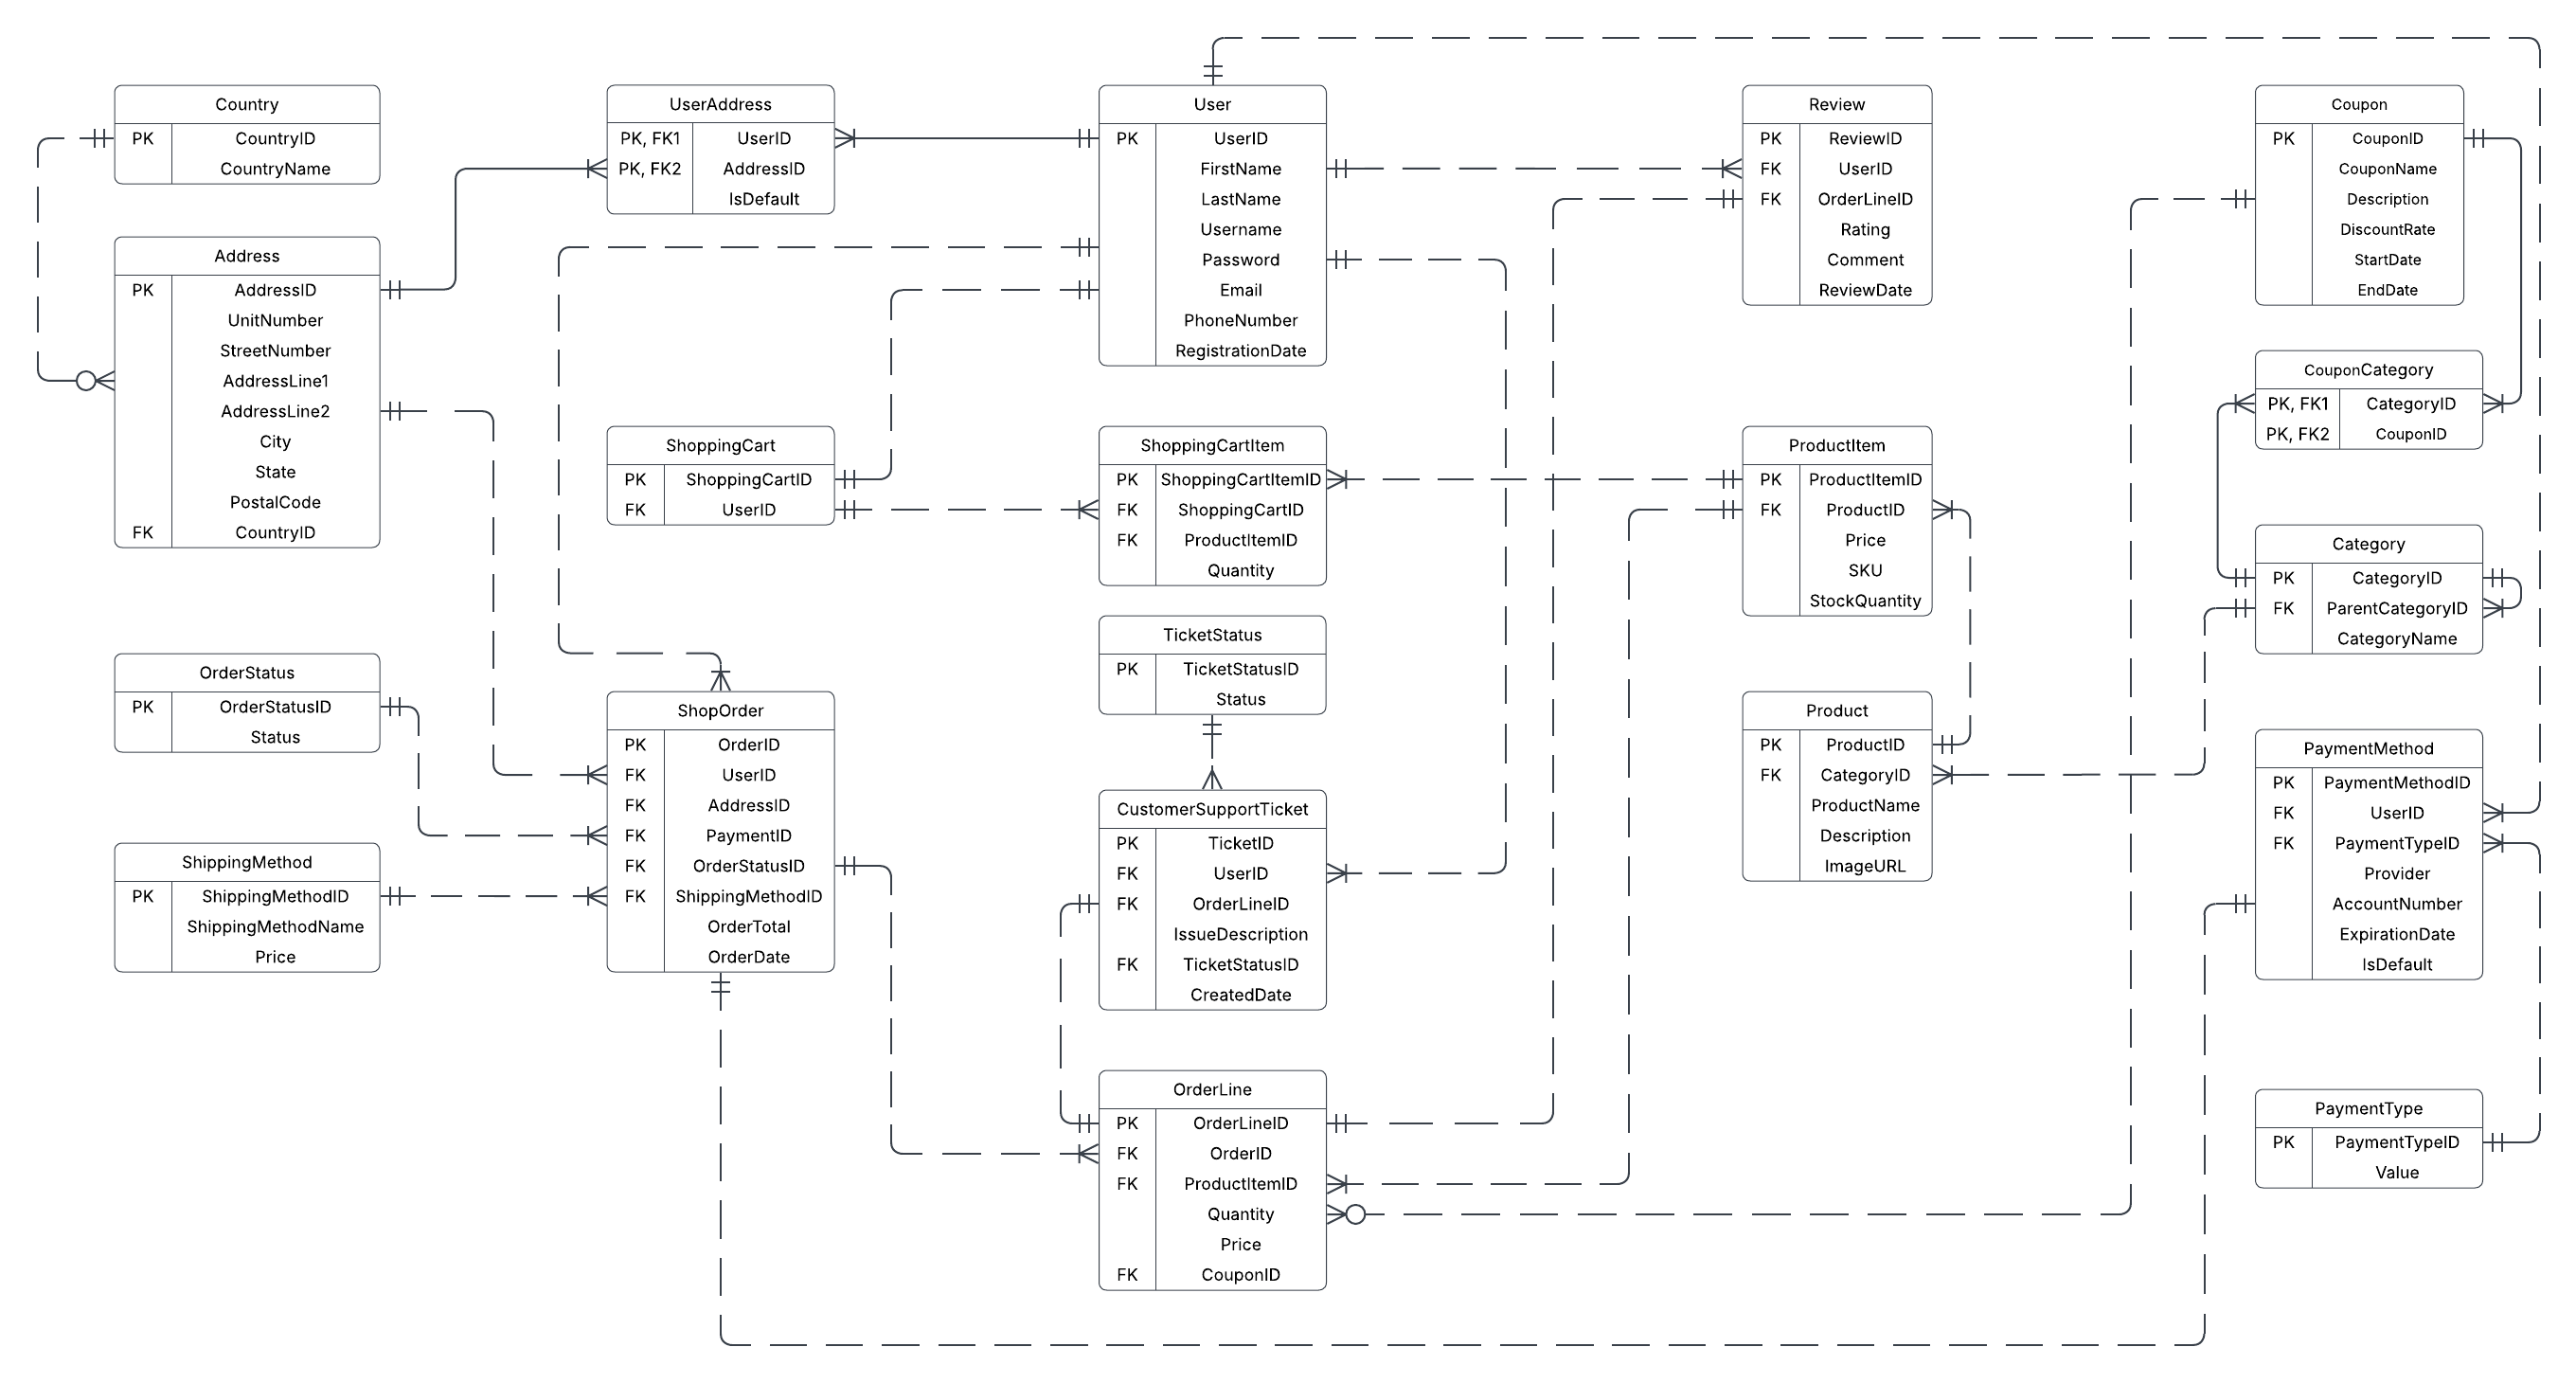 Country
PK CountryID
CountryName
UserAddress
PK, FK1 UserID
PK, FK2 AddressID
IsDefault
User
PK UserID
FirstName
LastName
Username
Password
Email
PhoneNumber
RegistrationDate
Review
PK ReviewID
FK UserID
FK OrderLineID
Rating
Comment
ReviewDate
Coupon
PK CouponID
CouponName
Description
DiscountRate
StartDate
EndDate
Address
PK AddressID
UnitNumber
StreetNumber
AddressLine1
AddressLine2
City
State
PostalCode
FK CountryID
CouponCategory
PK, FK1 CategoryID
PK, FK2 CouponID
ShoppingCart
PK ShoppingCartID
FK UserID
ShoppingCartItem
PK ShoppingCartItemID
FK ShoppingCartID
FK ProductItemID
Quantity
ProductItem
PK ProductItemID
FK ProductID
Price
SKU
StockQuantity
Category
PK CategoryID
FK ParentCategoryID
CategoryName
TicketStatus
PK TicketStatusID
Status
OrderStatus
PK OrderStatusID
Status
ShopOrder
PK OrderID
FK UserID
FK AddressID
FK PaymentID
FK OrderStatusID
FK ShippingMethodID
OrderTotal
OrderDate
Product
PK ProductID
FK CategoryID
ProductName
Description
ImageURL
PaymentMethod
PK PaymentMethodID
FK UserID
FK PaymentTypeID
Provider
AccountNumber
ExpirationDate
IsDefault
CustomerSupportTicket
PK TicketID
FK UserID
FK OrderLineID
IssueDescription
FK TicketStatusID
CreatedDate
ShippingMethod
PK ShippingMethodID
ShippingMethodName
Price
OrderLine
PK OrderLineID
FK OrderID
FK ProductItemID
Quantity
Price
FK CouponID
PaymentType
PK PaymentTypeID
Value